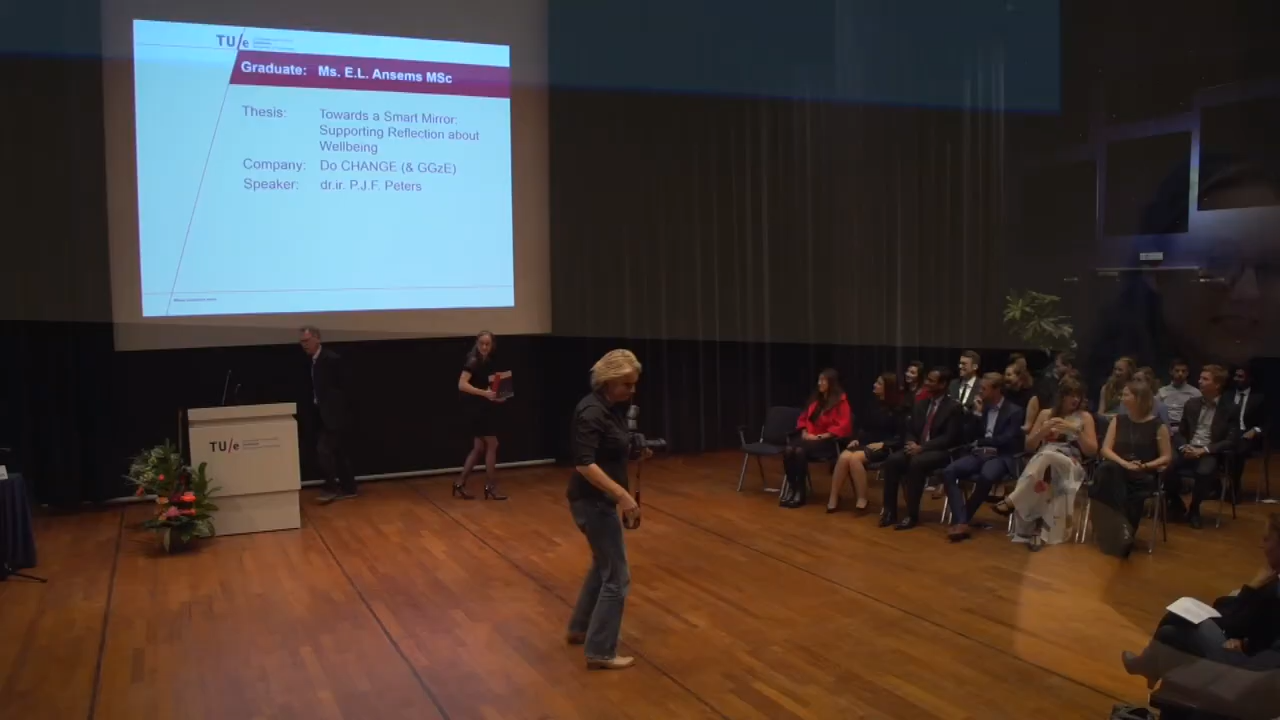 TU/e
Graduate: Ms. E.L. Ansems MSc
Thesis: Towards a Smart Mirror:
Supporting Reflection about
Wellbeing
Company: Do CHANGE (& GGzE)
Speaker: dr.ir. P.J.F. Peters
TU/e